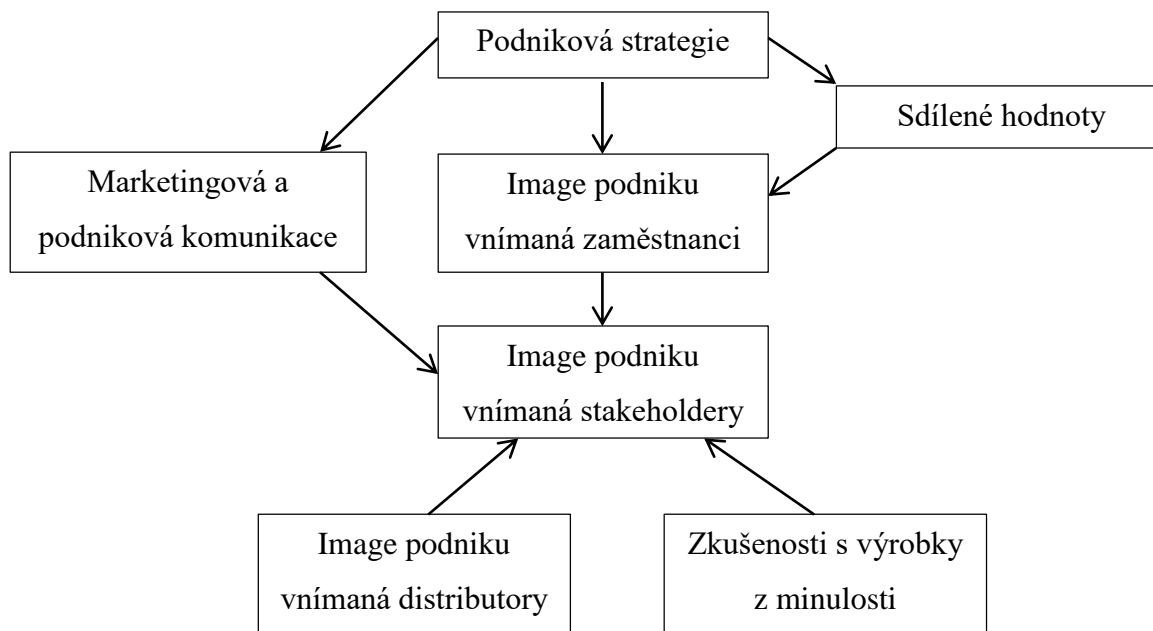 Podniková strategie
Sdílené hodnoty
Marketingová a
podniková komunikace
Image podniku
vnímaná zaměstnanci
Image podniku
vnímaná stakeholdery
Image podniku
vnímaná distributory
Zkušenosti s výrobky
z minulosti